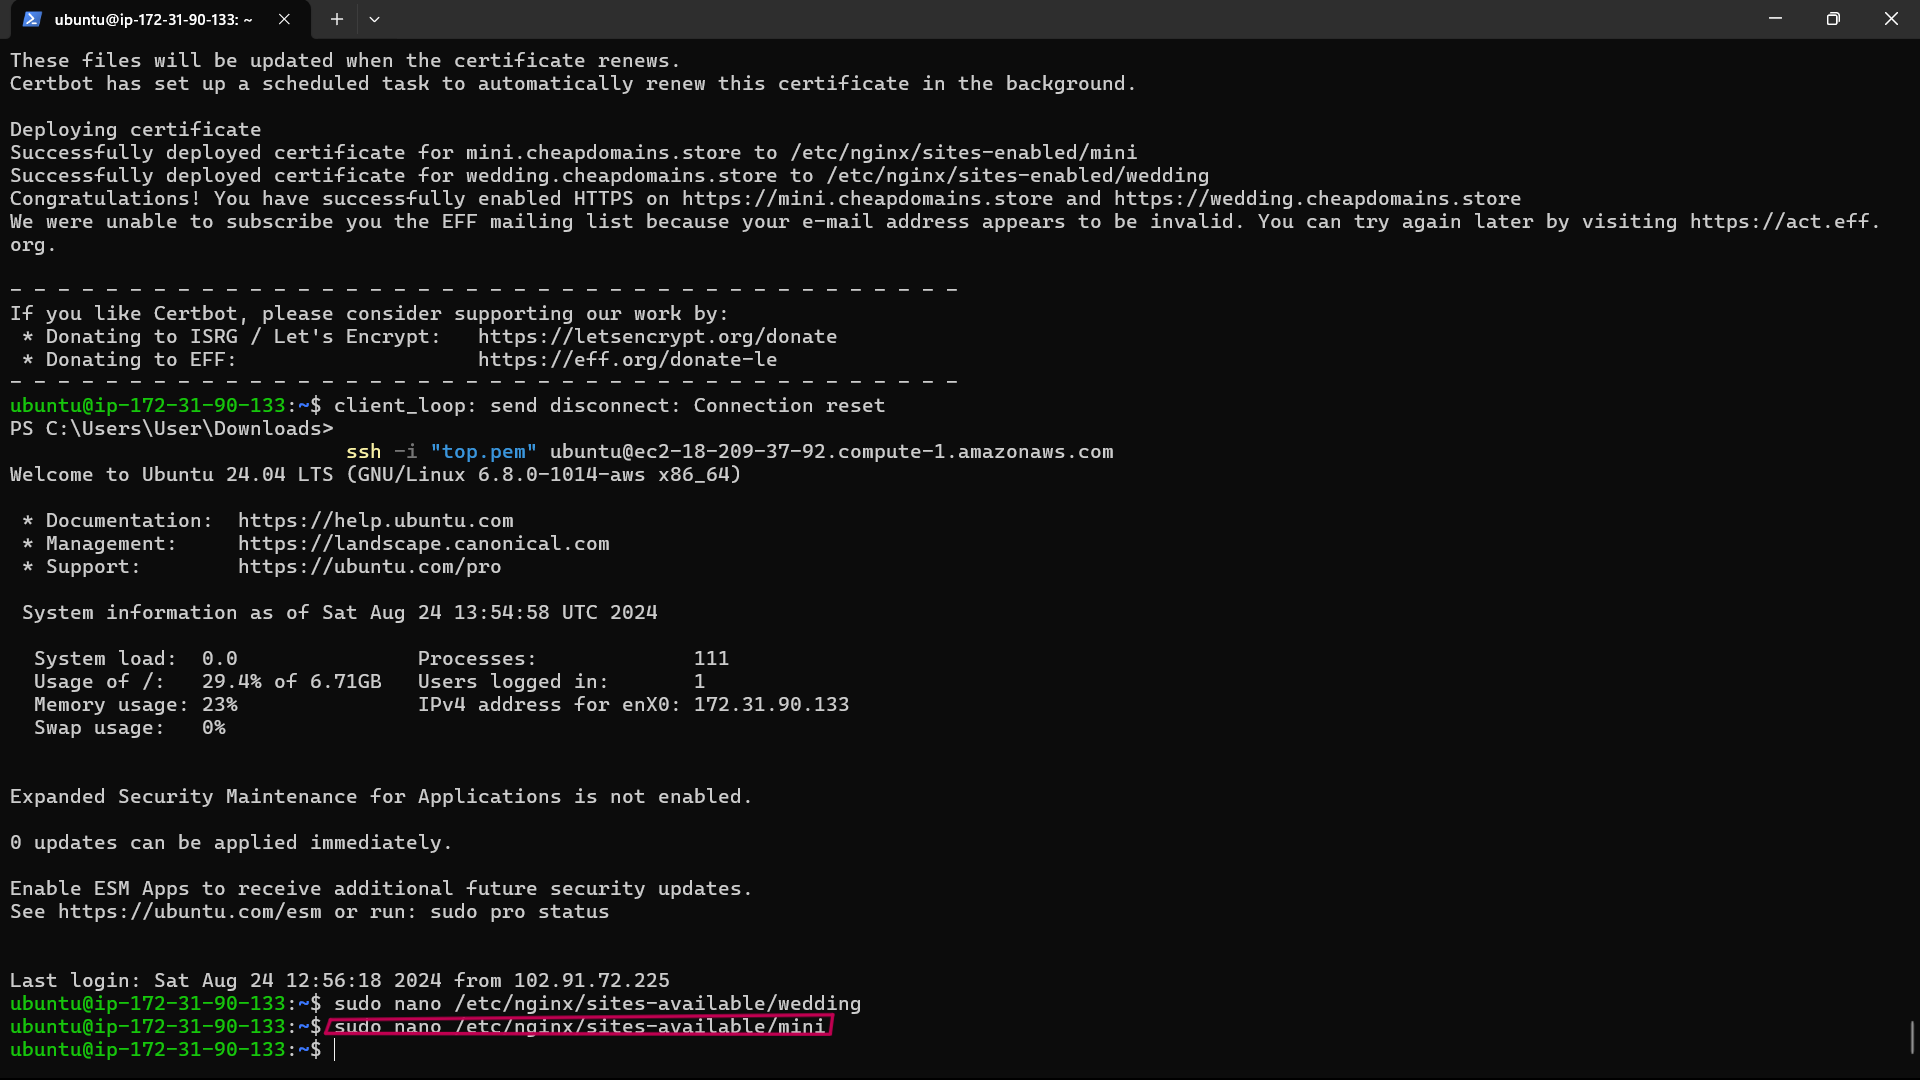 ubuntu@ip-172-31-90-133: ~
These files will be updated when the certificate renews.
Certbot has set up a scheduled task to automatically renew this certificate in the background.
Deploying certificate
Successfully deployed certificate for mini.cheapdomains.store to /etc/nginx/sites-enabled/mini
Successfully deployed certificate for wedding.cheapdomains.store to /etc/nginx/sites-enabled/wedding
Congratulations! You have successfully enabled HTTPS on https://mini.cheapdomains.store and https://wedding.cheapdomains.store
We were unable to subscribe you the EFF mailing list because your e-mail address appears to be invalid. You can try again later by visiting https://act.eff.
org.
- - - - - - - - - - - - - - - - - - - - - - - - - - - - - - - - - - - - - - - -
If you like Certbot, please consider supporting our work by:
 * Donating to ISRG / Let's Encrypt:   https://letsencrypt.org/donate
 * Donating to EFF:                    https://eff.org/donate-le
- - - - - - - - - - - - - - - - - - - - - - - - - - - - - - - - - - - - - - - -
ubuntu@ip-172-31-90-133:~$ client_loop: send disconnect: Connection reset
PS C:\Users\User\Downloads>
ssh -i "top.pem" ubuntu@ec2-18-209-37-92.compute-1.amazonaws.com
Welcome to Ubuntu 24.04 LTS (GNU/Linux 6.8.0-1014-aws x86_64)
 * Documentation:  https://help.ubuntu.com
 * Management:     https://landscape.canonical.com
 * Support:        https://ubuntu.com/pro
 System information as of Sat Aug 24 13:54:58 UTC 2024
  System load:  0.0               Processes:             111
  Usage of /:   29.4% of 6.71GB   Users logged in:       1
  Memory usage: 23%               IPv4 address for enX0: 172.31.90.133
  Swap usage:   0%
Expanded Security Maintenance for Applications is not enabled.
0 updates can be applied immediately.
Enable ESM Apps to receive additional future security updates.
See https://ubuntu.com/esm or run: sudo pro status
Last login: Sat Aug 24 12:56:18 2024 from 102.91.72.225
ubuntu@ip-172-31-90-133:~$ sudo nano /etc/nginx/sites-available/wedding
ubuntu@ip-172-31-90-133:~$ sudo nano /etc/nginx/sites-available/mini
ubuntu@ip-172-31-90-133:~$